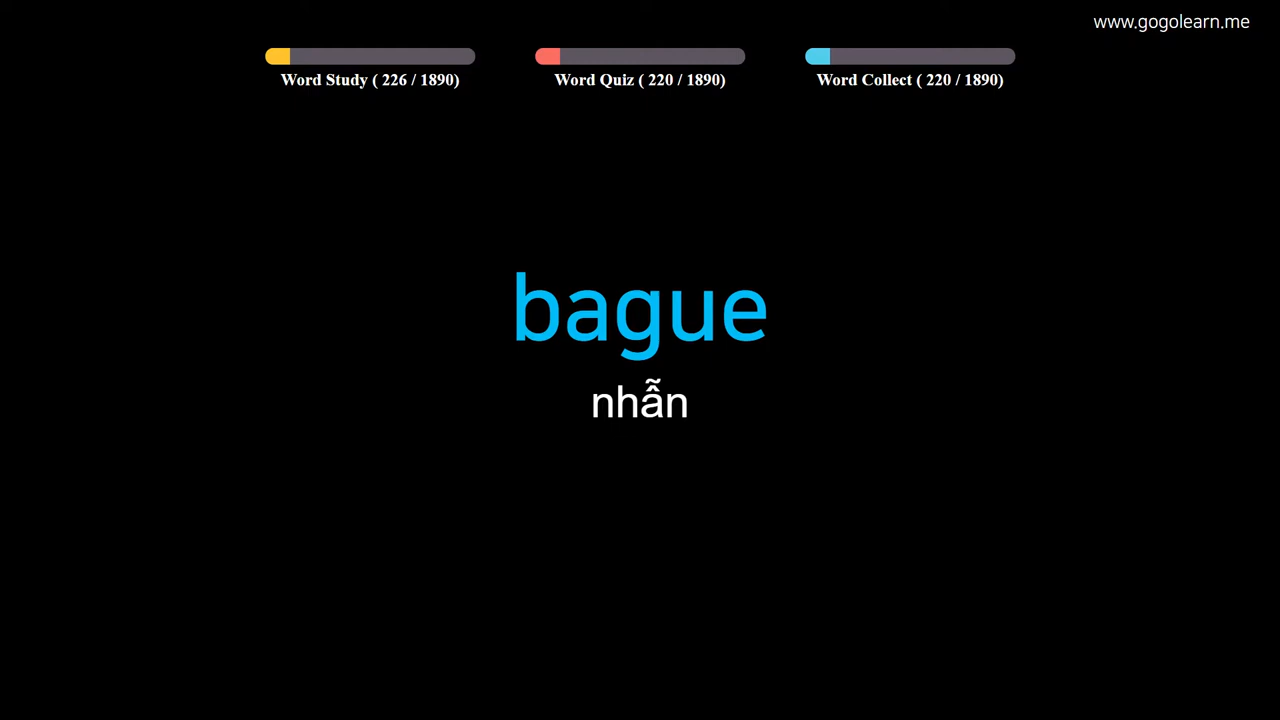 www.gogolearn.me
Word Study ( 226 / 1890)
Word Quiz ( 220 / 1890)
Word Collect ( 220 / 1890)
bague
nhẫn